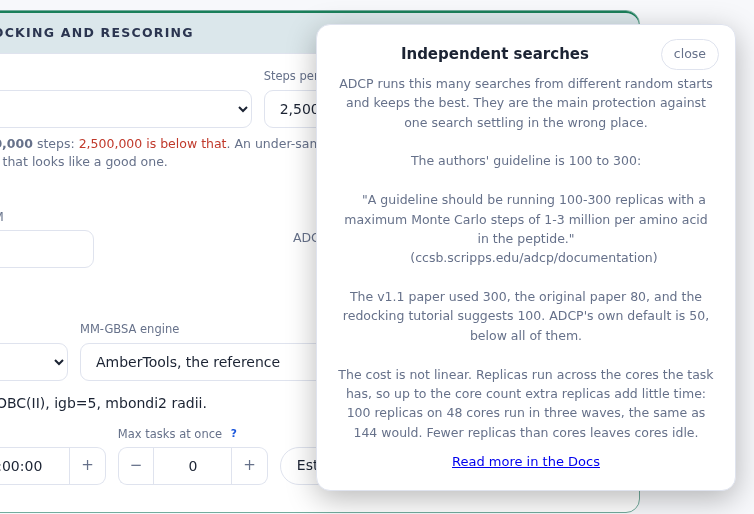 OCKING AND RESCORING
Independent searches
close
ADCP runs this many searches from different random starts
and keeps the best. They are the main protection against
one search settling in the wrong place.
The authors' guideline is 100 to 300:
"A guideline should be running 100-300 replicas with a
maximum Monte Carlo steps of 1-3 million per amino acid
in the peptide."
(ccsb.scripps.edu/adcp/documentation)
The v1.1 paper used 300, the original paper 80, and the
redocking tutorial suggests 100. ADCP's own default is 50,
below all of them.
The cost is not linear. Replicas run across the cores the task
has, so up to the core count extra replicas add little time:
100 replicas on 48 cores run in three waves, the same as
144 would. Fewer replicas than cores leaves cores idle.
Read more in the Docs
Steps per
2,500
0,000 steps: 2,500,000 is below that. An under-sam
that looks like a good one.
M
ADC
MM-GBSA engine
AmberTools, the reference
OBC(II), igb=5, mbondi2 radii.
Max tasks at once ?
:00:00 + − 0 + Est